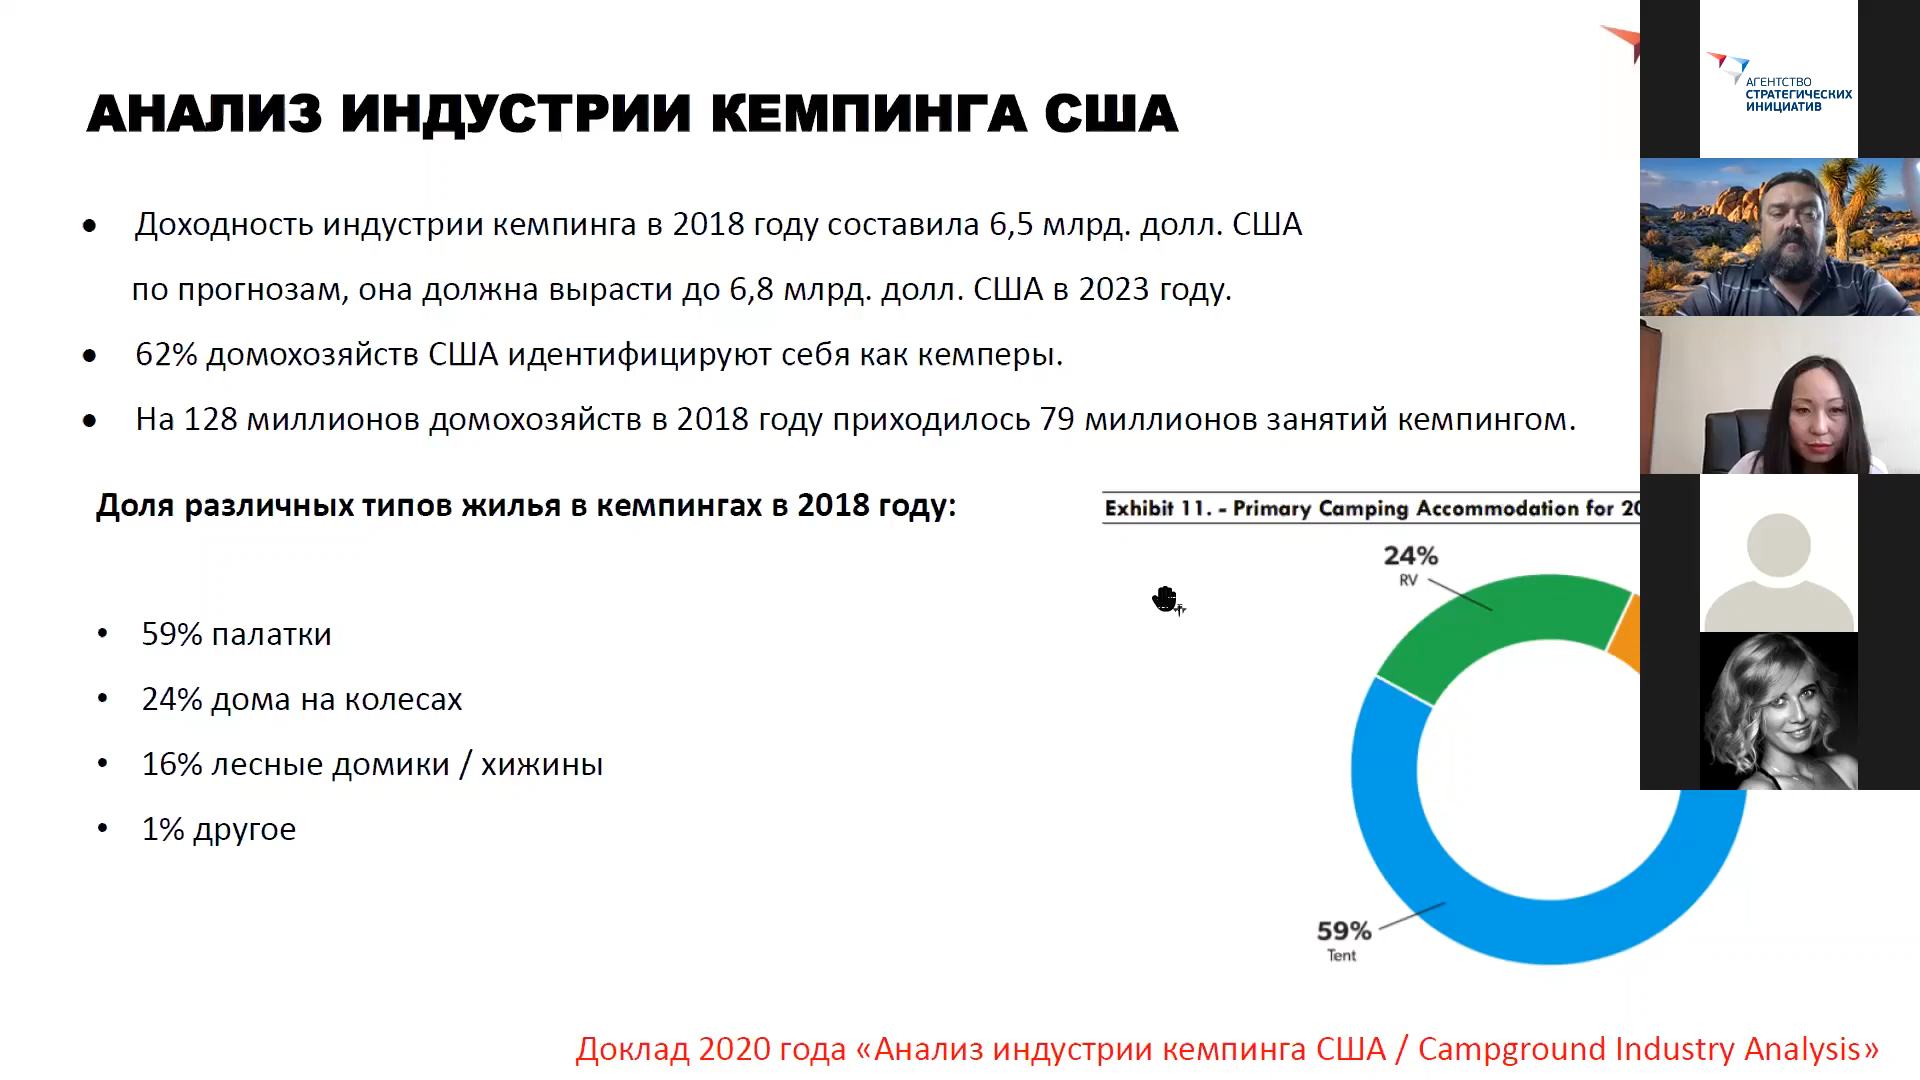 АНАЛИЗ ИНДУСТРИИ КЕМПИНГА США
АГЕНТСТВО
СТРАТЕГИЧЕСКИХ
ИНИЦИАТИВ
● Доходность индустрии кемпинга в 2018 году составила 6,5 млрд. долл. США
по прогнозам, она должна вырасти до 6,8 млрд. долл. США в 2023 году.
● 62% домохозяйств США идентифицируют себя как кемперы.
● На 128 миллионов домохозяйств в 2018 году приходилось 79 миллионов занятий кемпингом.
Доля различных типов жилья в кемпингах в 2018 году:
• 59% палатки
• 24% дома на колесах
• 16% лесные домики / хижины
• 1% другое
Exhibit 11. - Primary Camping Accommodation for
24%
RV
59%
Tent
Доклад 2020 года «Анализ индустрии кемпинга США / Campground Industry Analysis»